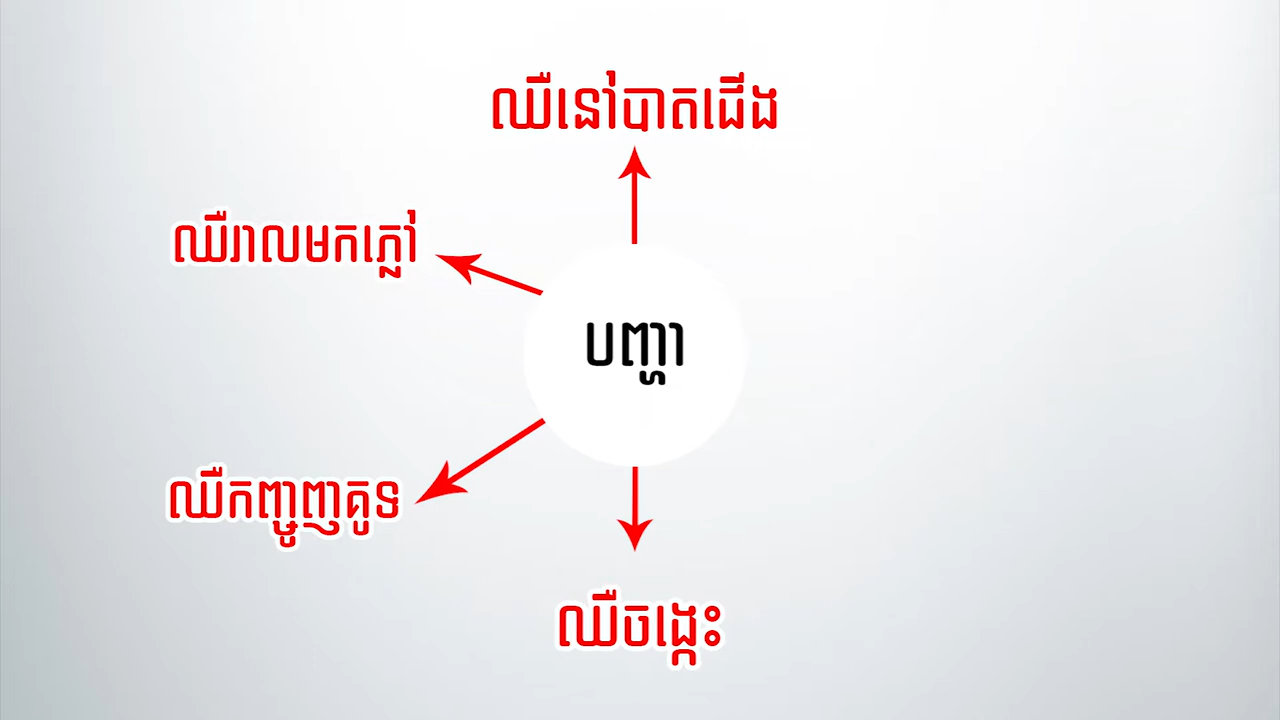 ឈឺនៅបាតជើង
ឈឺរាលមកភ្លៅ
បញ្ហា
ឈឺកញ្ជូញគូទ
ឈឺចង្កេះ